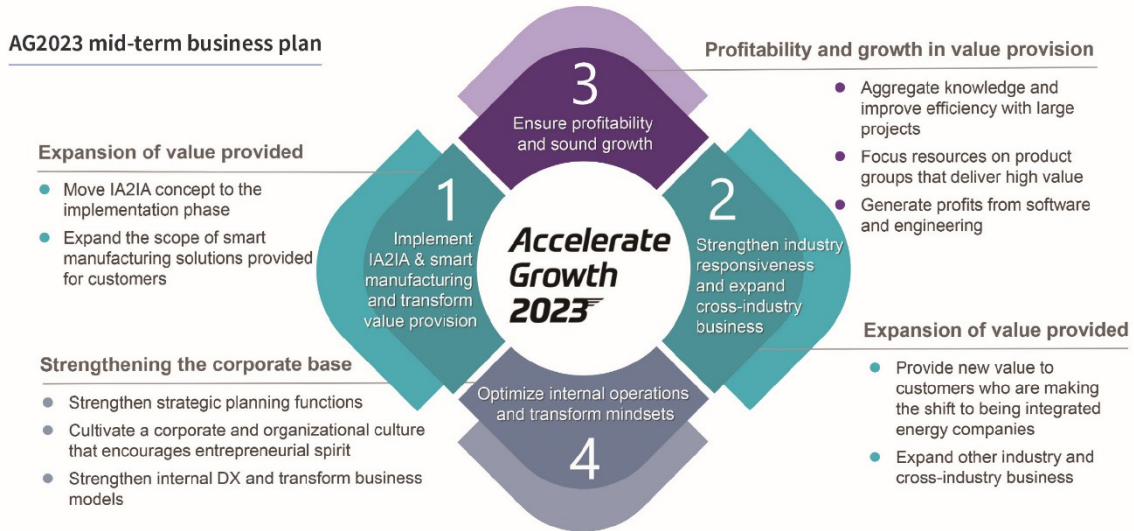 AG2023 mid-term business plan
Expansion of value provided
Move IA2IA concept to the
implementation phase
Expand the scope of smart
manufacturing solutions provided
for customers
1
Implement
IA2IA & smart
manufacturing
and transform
value provision
3
Ensure profitability
and sound growth
Accelerate
Growth
2023
2
Strengthen industry
responsiveness
and expand
cross-industry
business
Profitability and growth in value provision
Aggregate knowledge and
improve efficiency with large
projects
Focus resources on product
groups that deliver high value
Generate profits from software
and engineering
Strengthening the corporate base
Strengthen strategic planning functions
Cultivate a corporate and organizational culture
that encourages entrepreneurial spirit
Strengthen internal DX and transform business
models
Optimize internal operations
and transform mindsets
4
Expansion of value provided
Provide new value to
customers who are making
the shift to being integrated
energy companies
Expand other industry and
cross-industry business